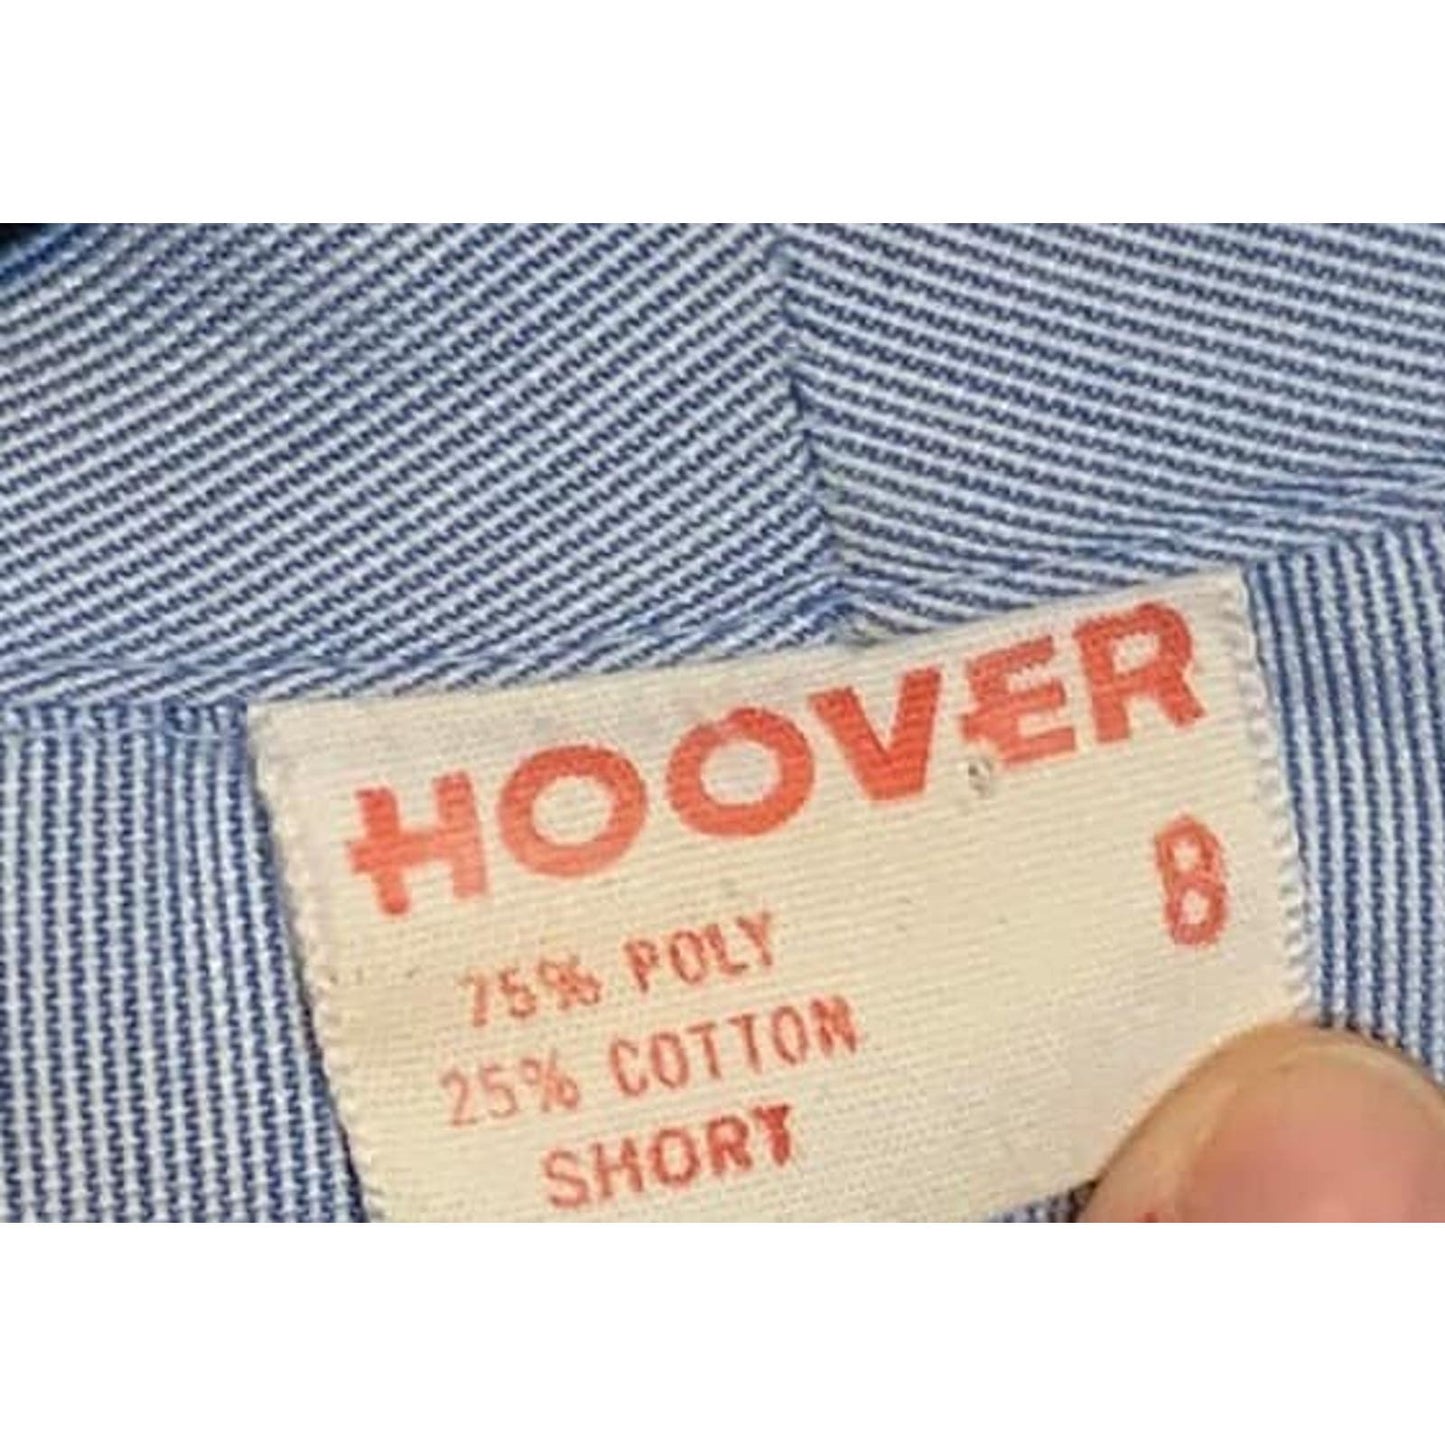 HOOVER
8
75% POLY
25% COTTON
SHORT